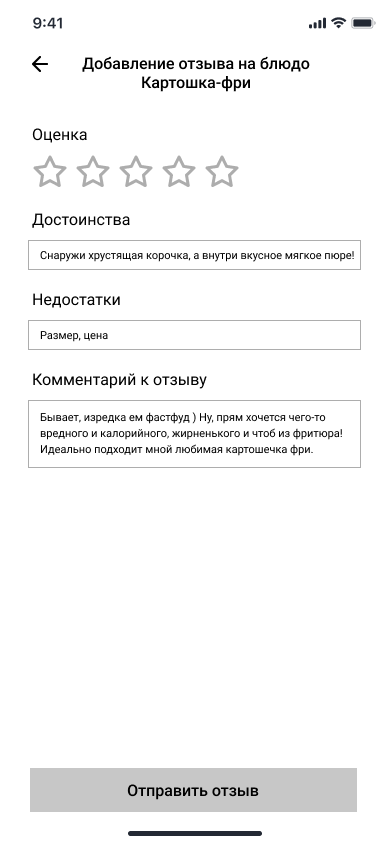 9:41
Добавление отзыва на блюдо
Картошка-фри
Оценка
Достоинства
Снаружи хрустящая корочка, а внутри вкусное мягкое пюре!
Недостатки
Размер, цена
Комментарий к отзыву
Бывает, изредка ем фастфуд ) Ну, прям хочется чего-то
вредного и калорийного, жирненького и чтоб из фритюра!
Идеально подходит мной любимая картошечка фри.
Отправить отзыв